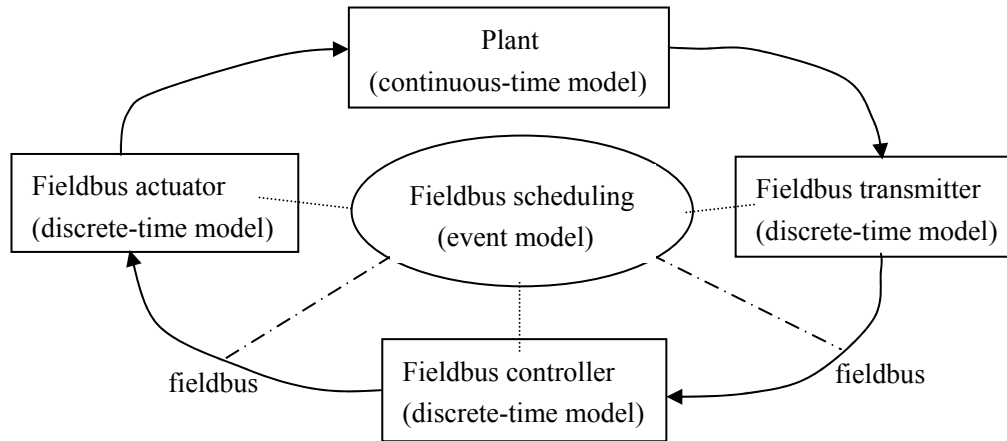 Plant
(continuous-time model)
Fieldbus actuator
(discrete-time model)
Fieldbus scheduling
(event model)
Fieldbus transmitter
(discrete-time model)
fieldbus
Fieldbus controller
(discrete-time model)
fieldbus